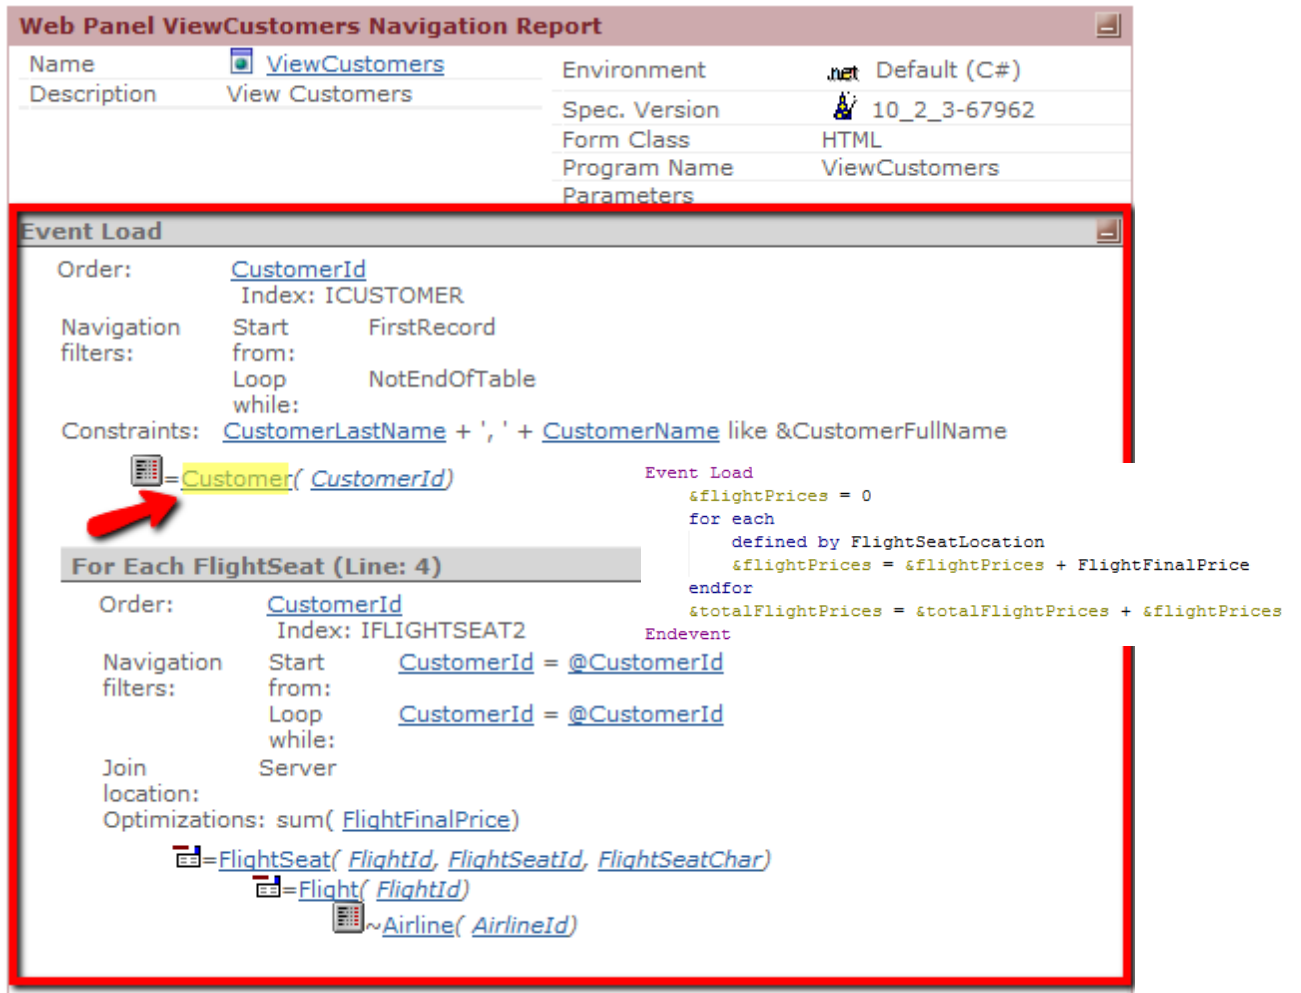 Web Panel ViewCustomers Navigation Report
Name ViewCustomers
Description View Customers
Environment .net Default (C#)
Spec. Version 10_2_3-67962
Form Class HTML
Program Name ViewCustomers
Parameters
Event Load
Order: CustomerId
Index: ICUSTOMER
Navigation filters: Start from: FirstRecord
Loop while: NotEndOfTable
Constraints: CustomerLastName + ', ' + CustomerName like &CustomerFullName
=Customer( CustomerId)
Event Load
&flightPrices = 0
for each
defined by FlightSeatLocation
&flightPrices = &flightPrices + FlightFinalPrice
endfor
&totalFlightPrices = &totalFlightPrices + &flightPrices
Endevent
For Each FlightSeat (Line: 4)
Order: CustomerId
Index: IFLIGHTSEAT2
Navigation filters: Start from: CustomerId = @CustomerId
Loop while: CustomerId = @CustomerId
Join location: Server
Optimizations: sum( FlightFinalPrice)
=FlightSeat( FlightId, FlightSeatId, FlightSeatChar)
=Flight( FlightId)
~Airline( AirlineId)